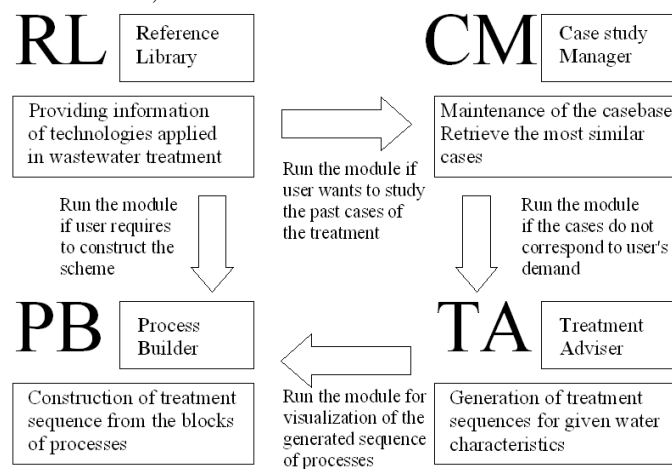 RL
Reference
Library
CM
Case study
Manager
Providing information
of technologies applied
in wastewater treatment
Maintenance of the casebase
Retrieve the most similar
cases
Run the module if
user wants to study
the past cases of
the treatment
Run the module
if user requires
to construct the
scheme
Run the module
if the cases do not
correspond to user's
demand
PB
Process
Builder
TA
Treatment
Adviser
Construction of treatment
sequence from the blocks
of processes
Run the module for
visualization of the
generated sequence
of processes
Generation of treatment
sequences for given water
characteristics